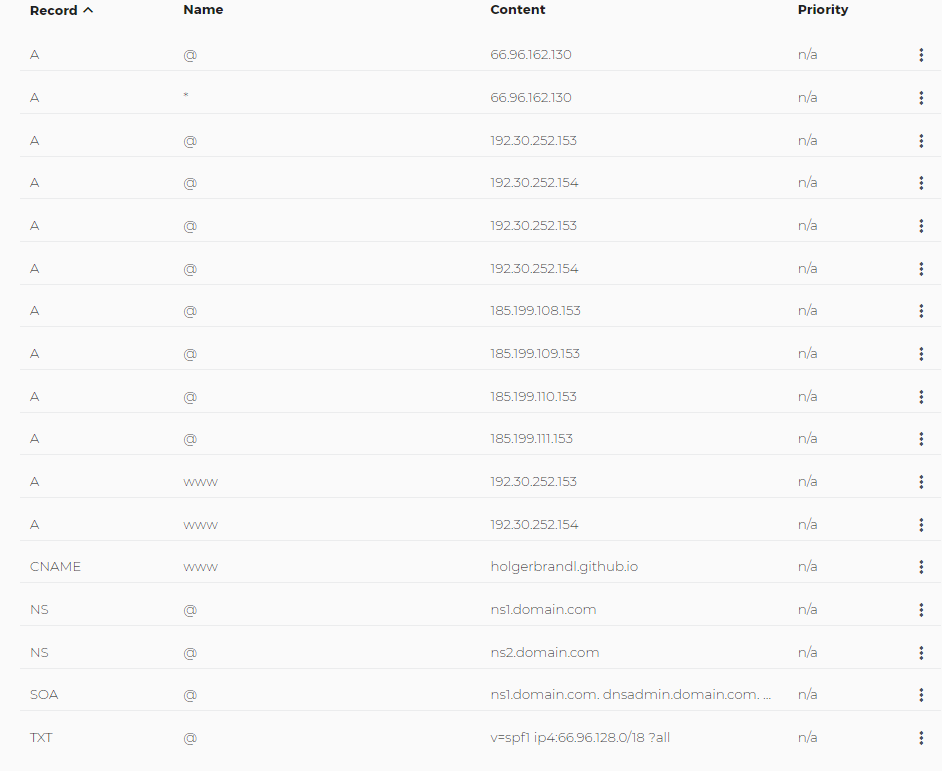 Record Name Content Priority
A @ 66.96.162.130 n/a
A * 66.96.162.130 n/a
A @ 192.30.252.153 n/a
A @ 192.30.252.154 n/a
A @ 192.30.252.153 n/a
A @ 192.30.252.154 n/a
A @ 185.199.108.153 n/a
A @ 185.199.109.153 n/a
A @ 185.199.110.153 n/a
A @ 185.199.111.153 n/a
A www 192.30.252.153 n/a
A www 192.30.252.154 n/a
CNAME www holgerbrandl.github.io n/a
NS @ ns1.domain.com n/a
NS @ ns2.domain.com n/a
SOA @ ns1.domain.com. dnsadmin.domain.com. ... n/a
TXT @ v=spf1 ip4:66.96.128.0/18 ?all n/a